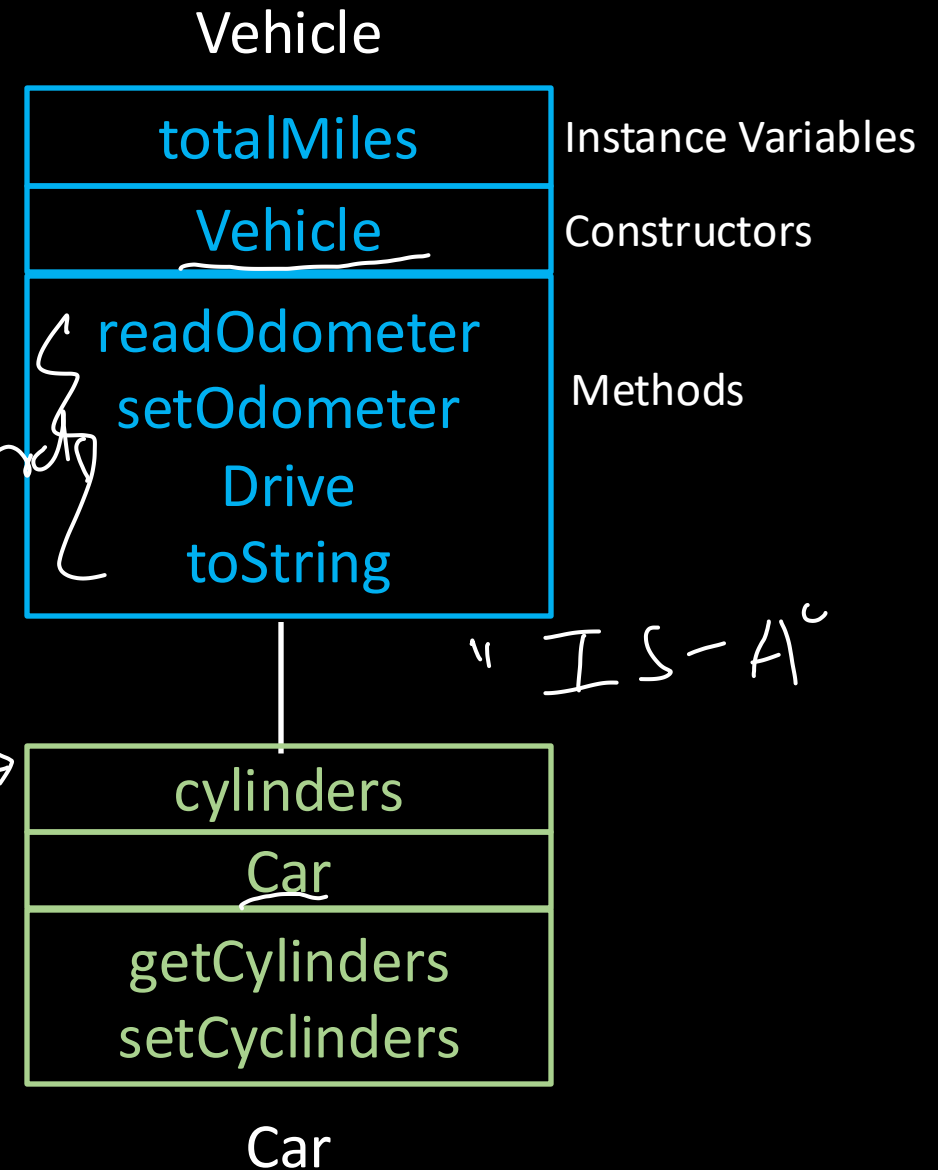 Vehicle
totalMiles
Instance Variables
Vehicle
Constructors
readOdometer
setOdometer
Methods
Drive
toString
"IS-A"
cylinders
Car
getCylinders
setCyclinders
Car